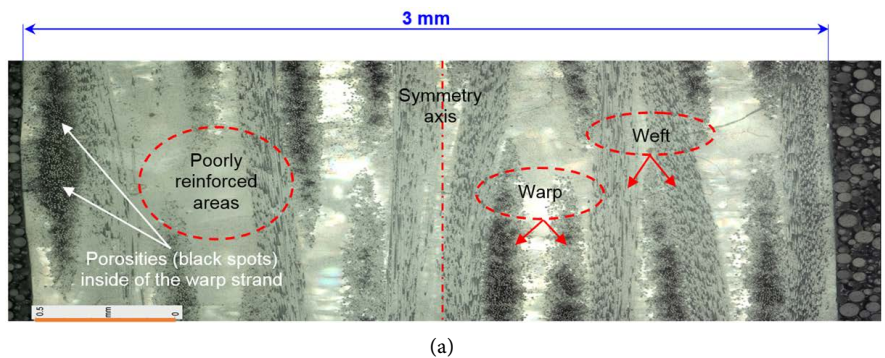 3 mm
Symmetry
axis
Weft
Poorly
reinforced
areas
Warp
Porosities (black spots)
inside of the warp strand
0.5 mm 0
(a)